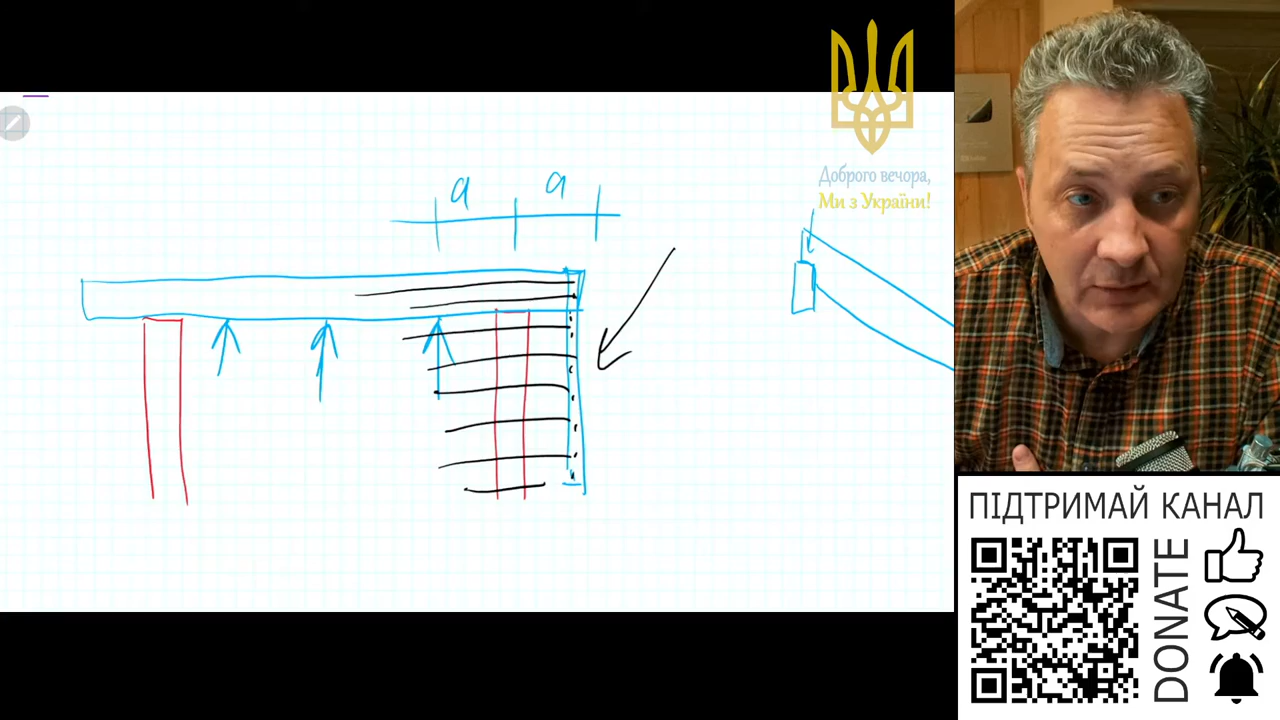 a a
Доброго вечора,
Ми з України!
ПІДТРИМАЙ КАНАЛ
DONATE